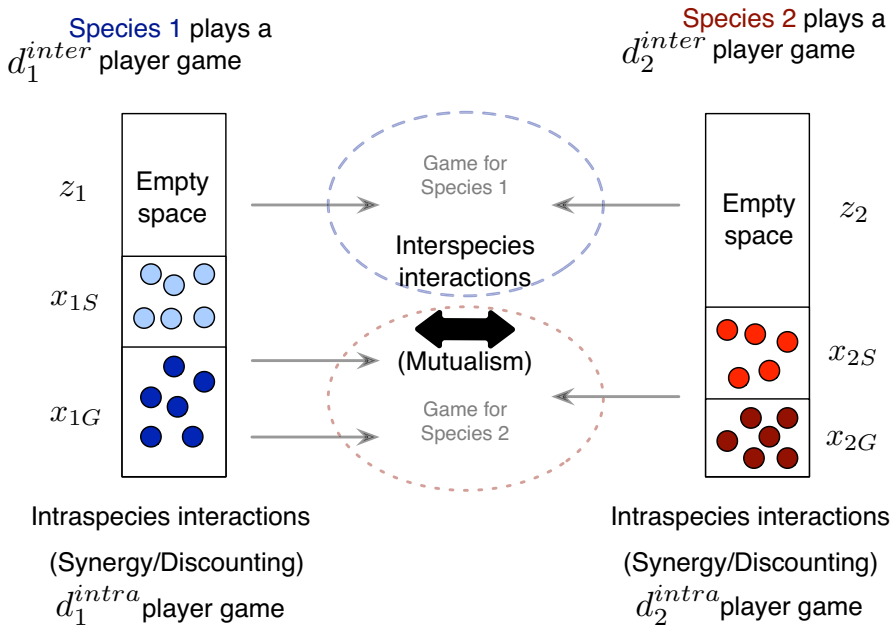 Species 1 plays a
d_1^{inter} player game
Species 2 plays a
d_2^{inter} player game
z_1
Empty
space
x_{1S}
x_{1G}
Game for
Species 1
Interspecies
interactions
(Mutualism)
Game for
Species 2
Empty
space
z_2
x_{2S}
x_{2G}
Intraspecies interactions
(Synergy/Discounting)
d_1^{intra} player game
Intraspecies interactions
(Synergy/Discounting)
d_2^{intra} player game